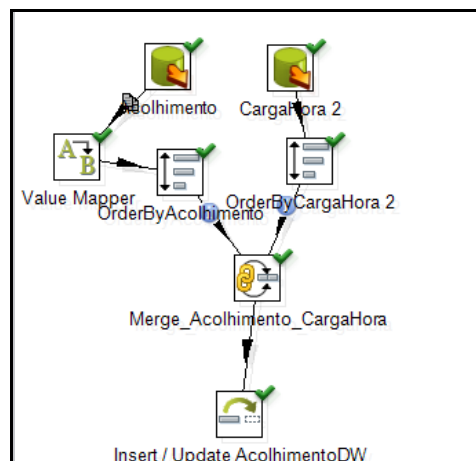 Acolhimento
CargaHora 2
A
B
Value Mapper
OrderByAcolhimento
OrderByCargaHora 2
Merge_Acolhimento_CargaHora
Insert / Update AcolhimentoDW